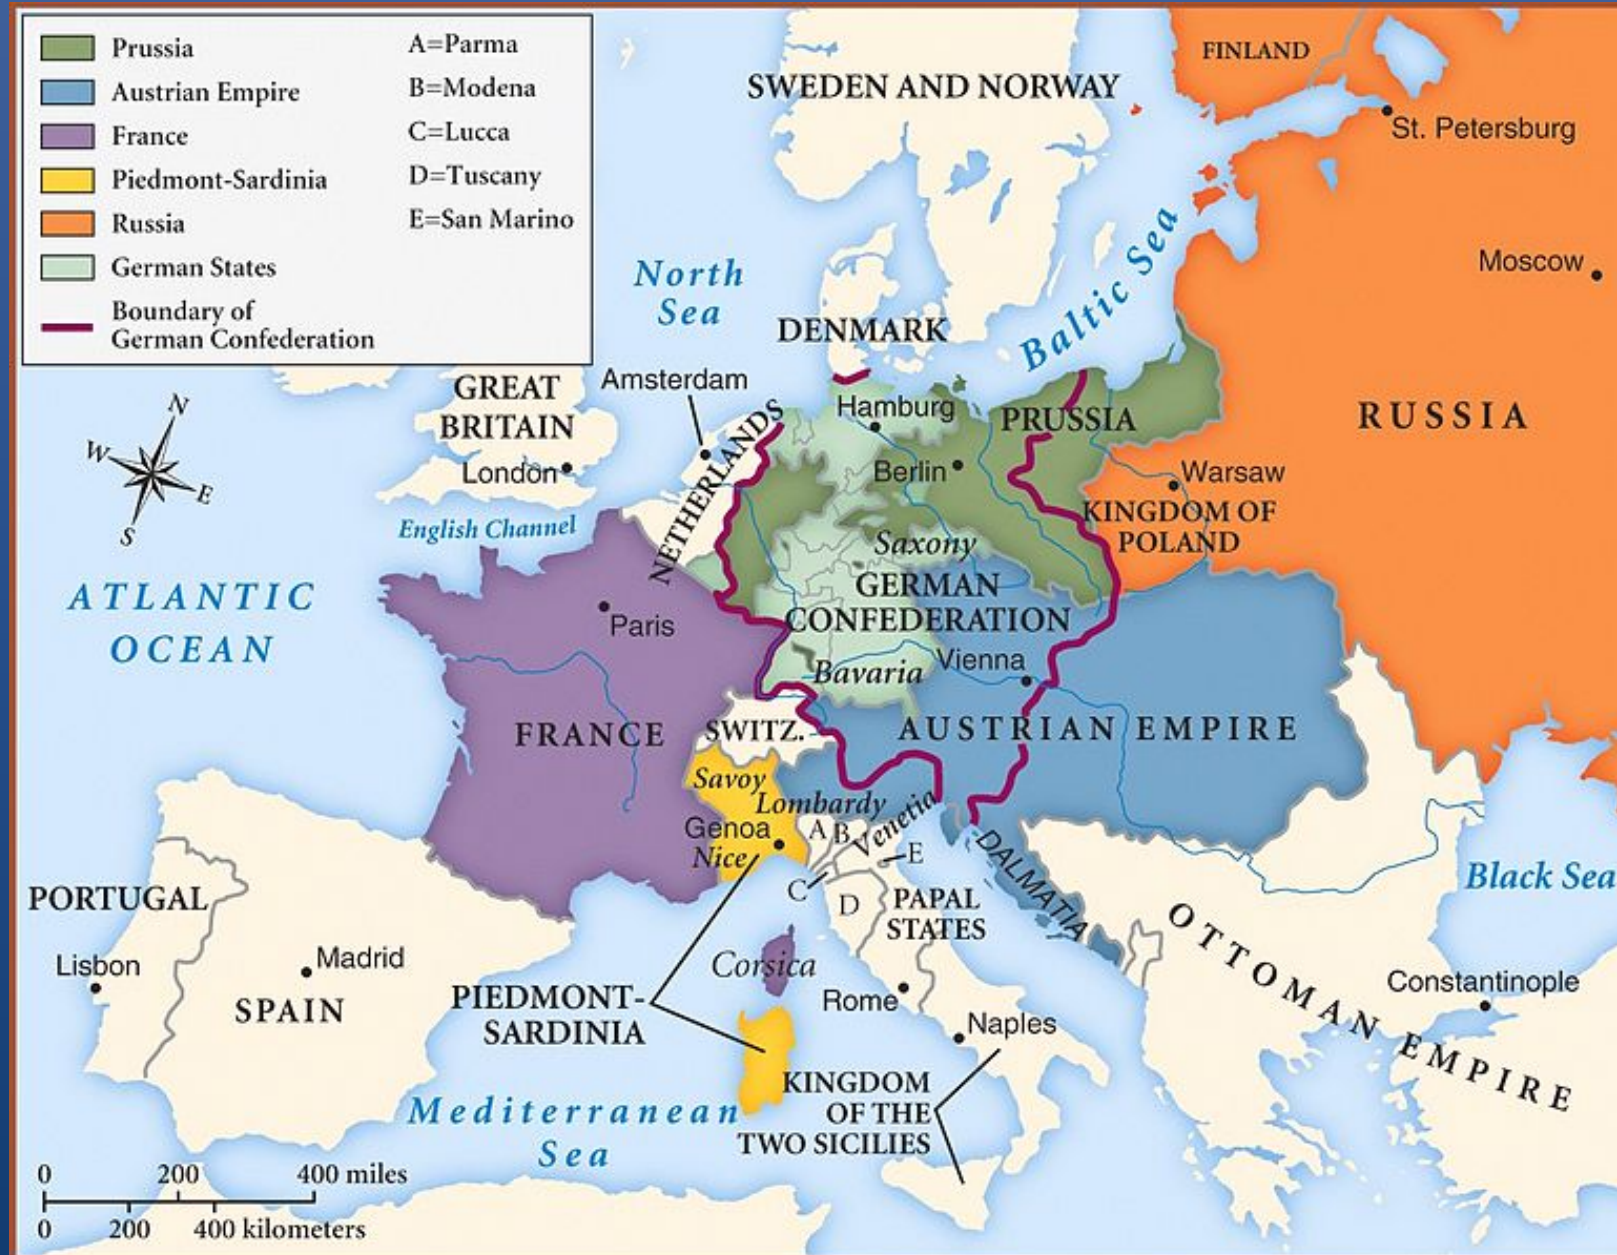 Prussia
Austrian Empire
France
Piedmont-Sardinia
Russia
German States
Boundary of
German Confederation
A=Parma
B=Modena
C=Lucca
D=Tuscany
E=San Marino
FINLAND
SWEDEN AND NORWAY
St. Petersburg
Moscow
North
Sea
Baltic Sea
DENMARK
GREAT
BRITAIN
London
Amsterdam
NETHERLANDS
Hamburg
PRUSSIA
Berlin
RUSSIA
Warsaw
KINGDOM OF
POLAND
N
W
E
S
English Channel
Saxony
GERMAN
CONFEDERATION
ATLANTIC
OCEAN
Paris
Bavaria
Vienna
FRANCE
SWITZ.
AUSTRIAN EMPIRE
Savoy
Lombardy
Venetia
Genoa
Nice
A
B
C
D
E
DALMATIA
Black Sea
PORTUGAL
Lisbon
Madrid
SPAIN
PAPAL
STATES
Corsica
Rome
PIEDMONT-
SARDINIA
Naples
OTTOMAN EMPIRE
Constantinople
KINGDOM
OF THE
TWO SICILIES
Mediterranean
Sea
0 200 400 miles
0 200 400 kilometers